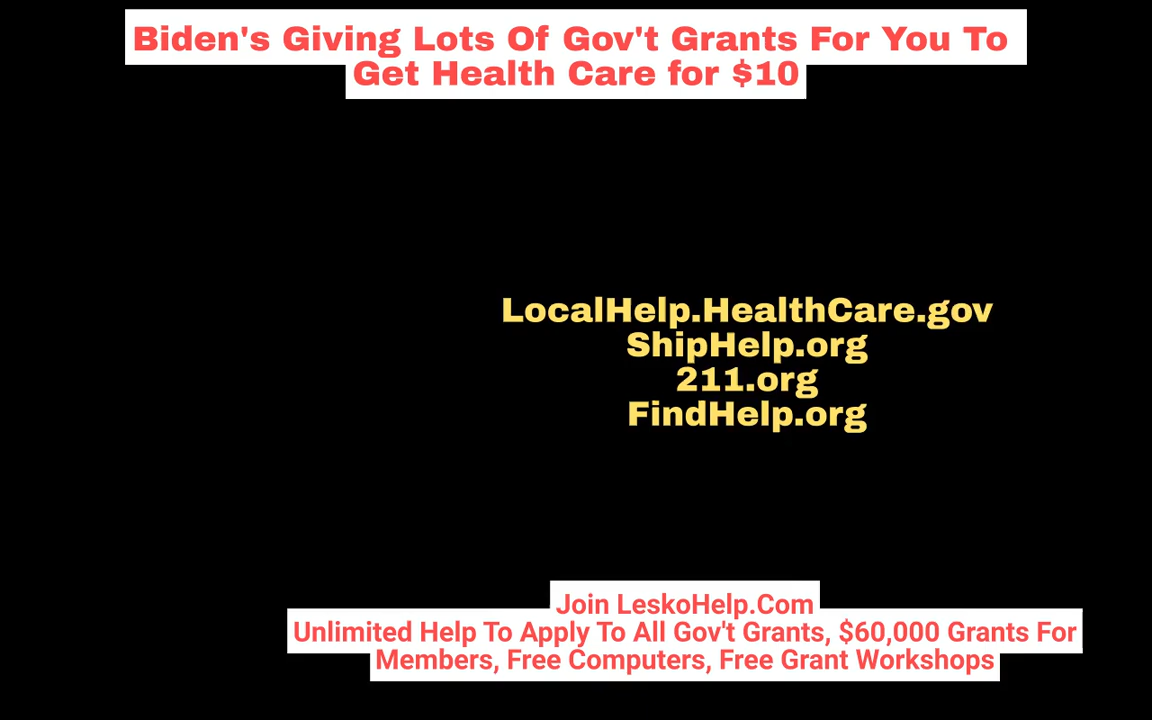 Biden's Giving Lots Of Gov't Grants For You To
Get Health Care for $10
LocalHelp.HealthCare.gov
ShipHelp.org
211.org
FindHelp.org
Join LeskoHelp.Com
Unlimited Help To Apply To All Gov't Grants, $60,000 Grants For
Members, Free Computers, Free Grant Workshops